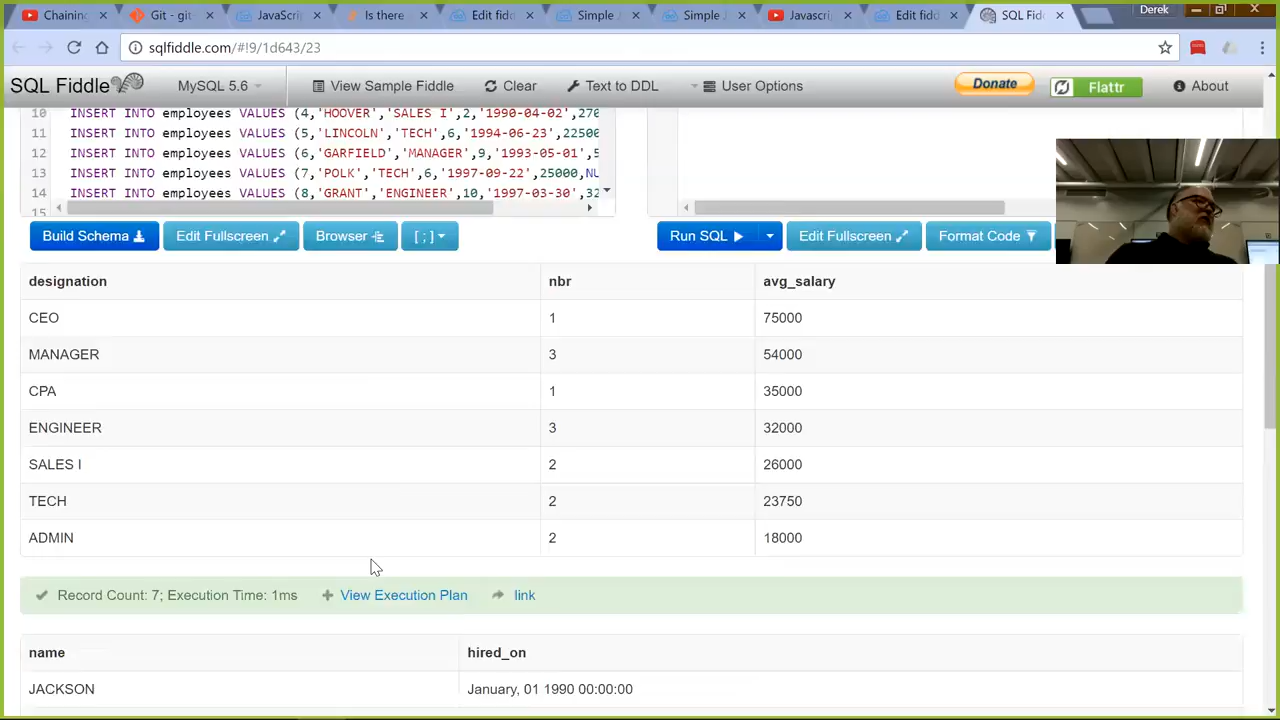 Chaining
Git - git
JavaScri
Is there
Edit fidd
Simple J
Simple J
Javascri
Edit fidd
SQL Fid
Derek
sqlfiddle.com/#!9/1d643/23
SQL Fiddle
MySQL 5.6
View Sample Fiddle
Clear
Text to DDL
User Options
Donate
Flattr
About
10 INSERT INTO employees VALUES (4,'HOOVER','SALES I',2,'1990-04-02',270
11 INSERT INTO employees VALUES (5,'LINCOLN','TECH',6,'1994-06-23',22500
12 INSERT INTO employees VALUES (6,'GARFIELD','MANAGER',9,'1993-05-01',5
13 INSERT INTO employees VALUES (7,'POLK','TECH',6,'1997-09-22',25000,NU
14 INSERT INTO employees VALUES (8,'GRANT','ENGINEER',10,'1997-03-30',32
15
Build Schema
Edit Fullscreen
Browser
[ ; ]
Run SQL
Edit Fullscreen
Format Code
designation nbr avg_salary
CEO 1 75000
MANAGER 3 54000
CPA 1 35000
ENGINEER 3 32000
SALES I 2 26000
TECH 2 23750
ADMIN 2 18000
Record Count: 7; Execution Time: 1ms
View Execution Plan
link
name hired_on
JACKSON January, 01 1990 00:00:00